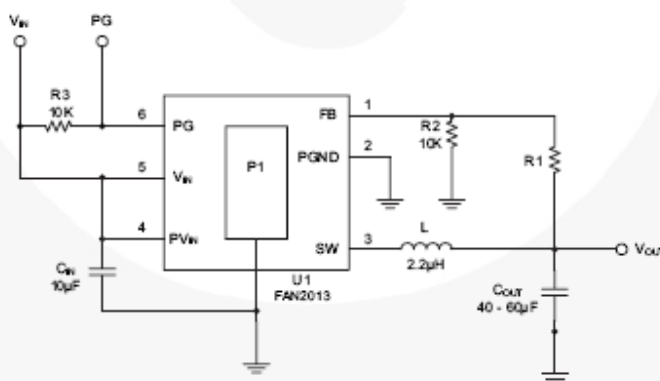 VIN PG
R3
10K
6 PG
5 VIN
4 PVIN
P1
FB 1
PGND 2
SW 3
R2
10K
R1
L
2.2µH
VOUT
CIN
10µF
U1
FAN2013
COUT
40 - 60µF